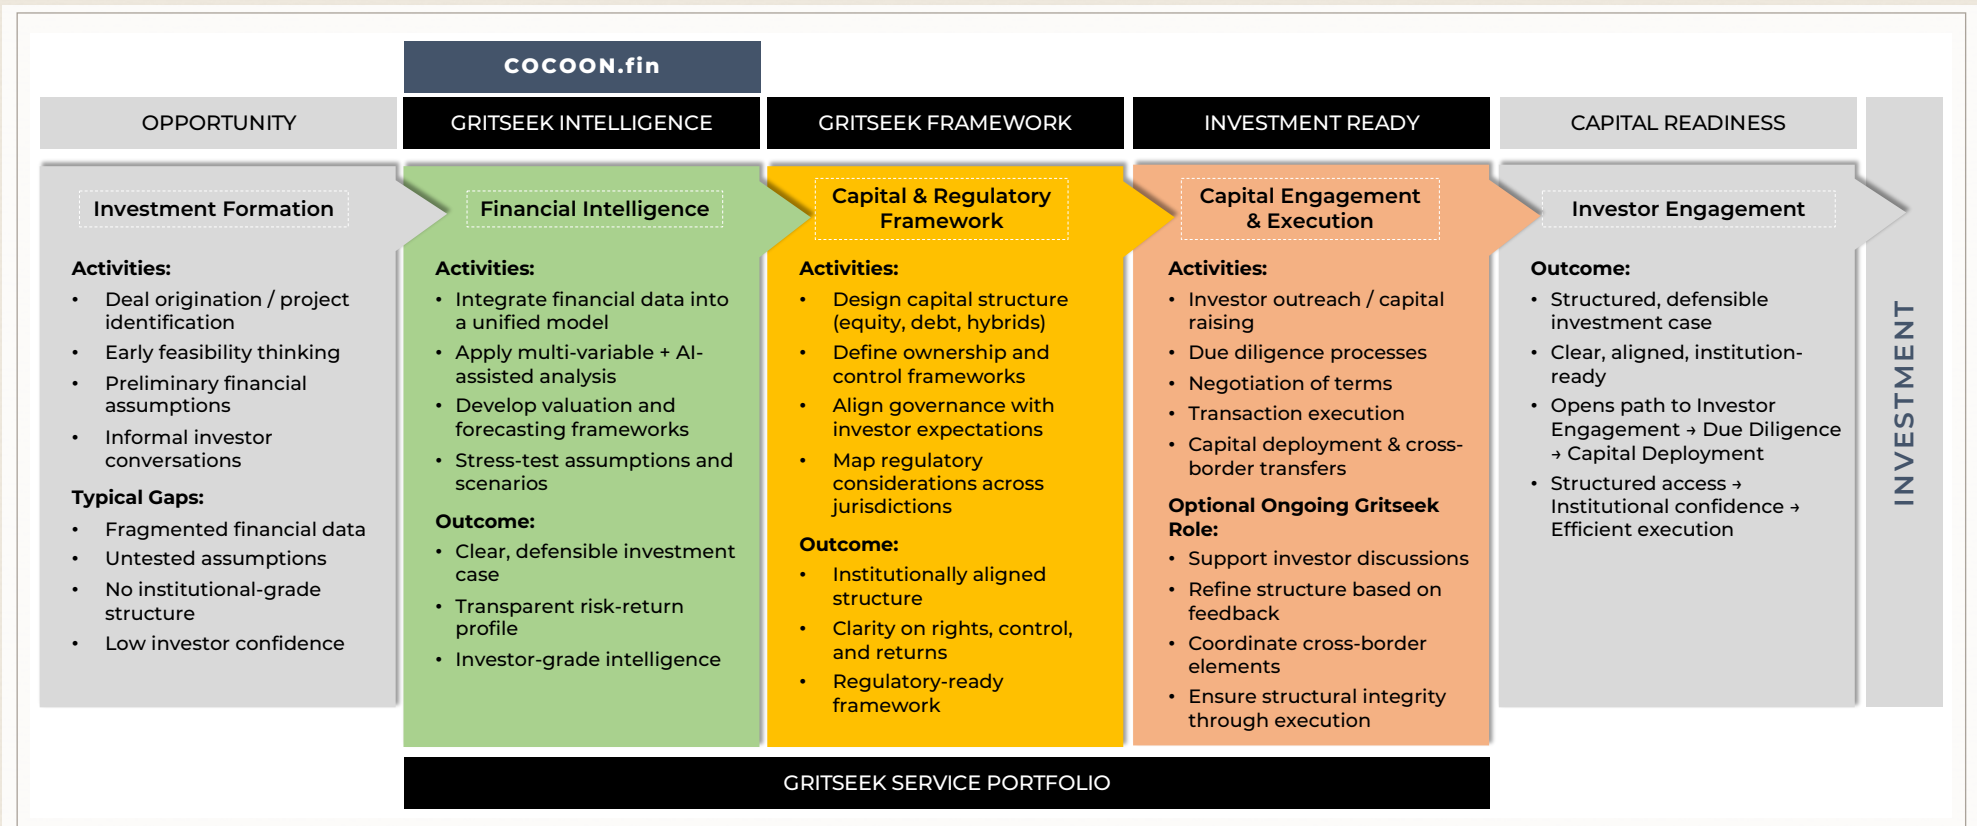 COCOON.fin
OPPORTUNITY
GRITSEEK INTELLIGENCE
GRITSEEK FRAMEWORK
INVESTMENT READY
CAPITAL READINESS
Investment Formation
Activities:
• Deal origination / project
identification
• Early feasibility thinking
• Preliminary financial
assumptions
• Informal investor
conversations
Typical Gaps:
• Fragmented financial data
• Untested assumptions
• No institutional-grade
structure
• Low investor confidence
Financial Intelligence
Activities:
• Integrate financial data into
a unified model
• Apply multi-variable + AI-
assisted analysis
• Develop valuation and
forecasting frameworks
• Stress-test assumptions and
scenarios
Outcome:
• Clear, defensible investment
case
• Transparent risk-return
profile
• Investor-grade intelligence
Capital & Regulatory
Framework
Activities:
• Design capital structure
(equity, debt, hybrids)
• Define ownership and
control frameworks
• Align governance with
investor expectations
• Map regulatory
considerations across
jurisdictions
Outcome:
• Institutionally aligned
structure
• Clarity on rights, control,
and returns
• Regulatory-ready
framework
Capital Engagement
& Execution
Activities:
• Investor outreach / capital
raising
• Due diligence processes
• Negotiation of terms
• Transaction execution
• Capital deployment & cross-
border transfers
Optional Ongoing Gritseek
Role:
• Support investor discussions
• Refine structure based on
feedback
• Coordinate cross-border
elements
• Ensure structural integrity
through execution
Investor Engagement
Outcome:
• Structured, defensible
investment case
• Clear, aligned, institution-
ready
• Opens path to Investor
Engagement → Due Diligence
→ Capital Deployment
• Structured access →
Institutional confidence →
Efficient execution
INVESTMENT
GRITSEEK SERVICE PORTFOLIO